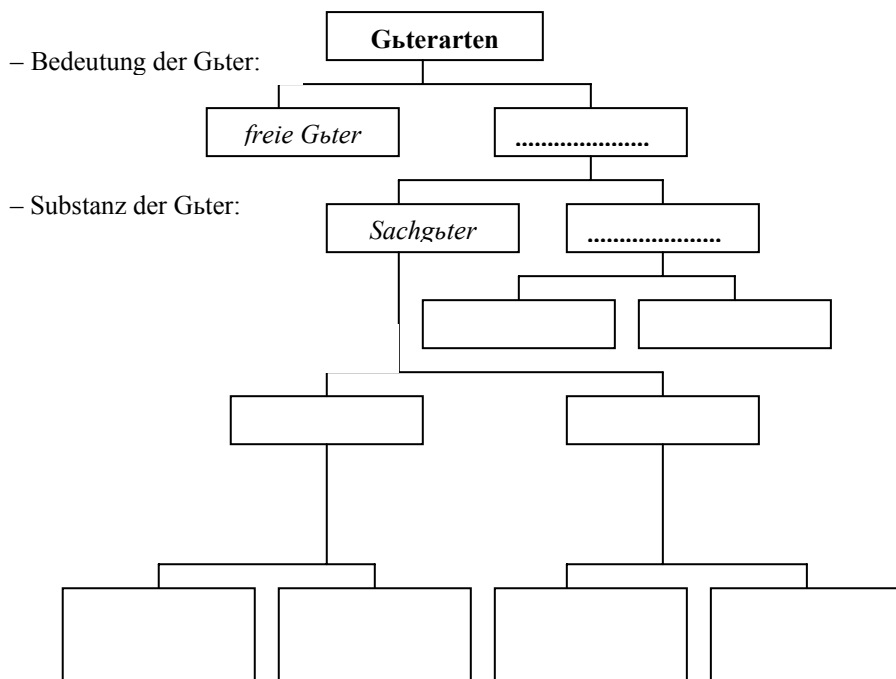 Gьterarten
– Bedeutung der Gьter:
freie Gьter
......................
– Substanz der Gьter:
Sachgьter
......................